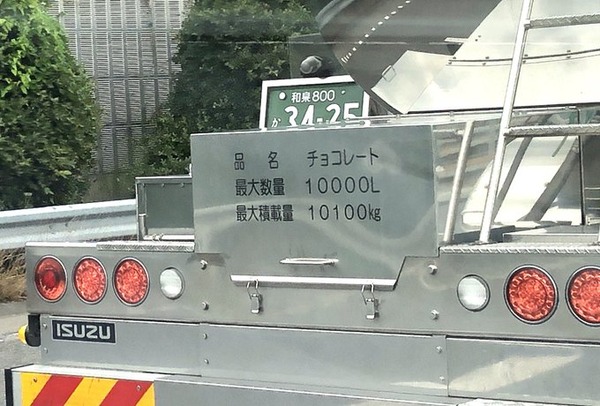 和泉800
か 34-25
品名 チョコレート
最大数量 10000L
最大積載量 10100kg
ISUZU